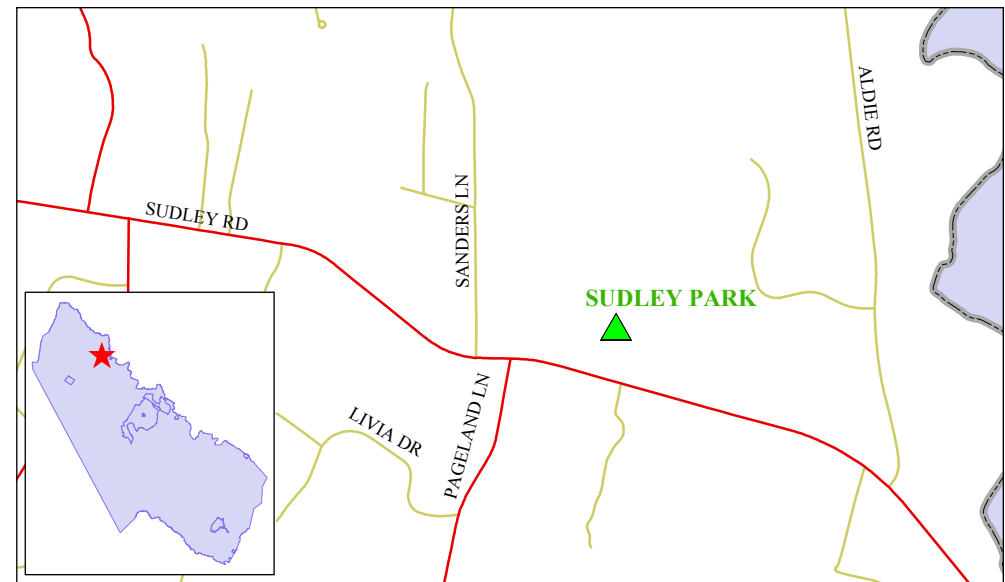 ALDIE RD
SUDLEY RD
SANDERS LN
SUDLEY PARK
LIVIA DR
PAGELAND LN